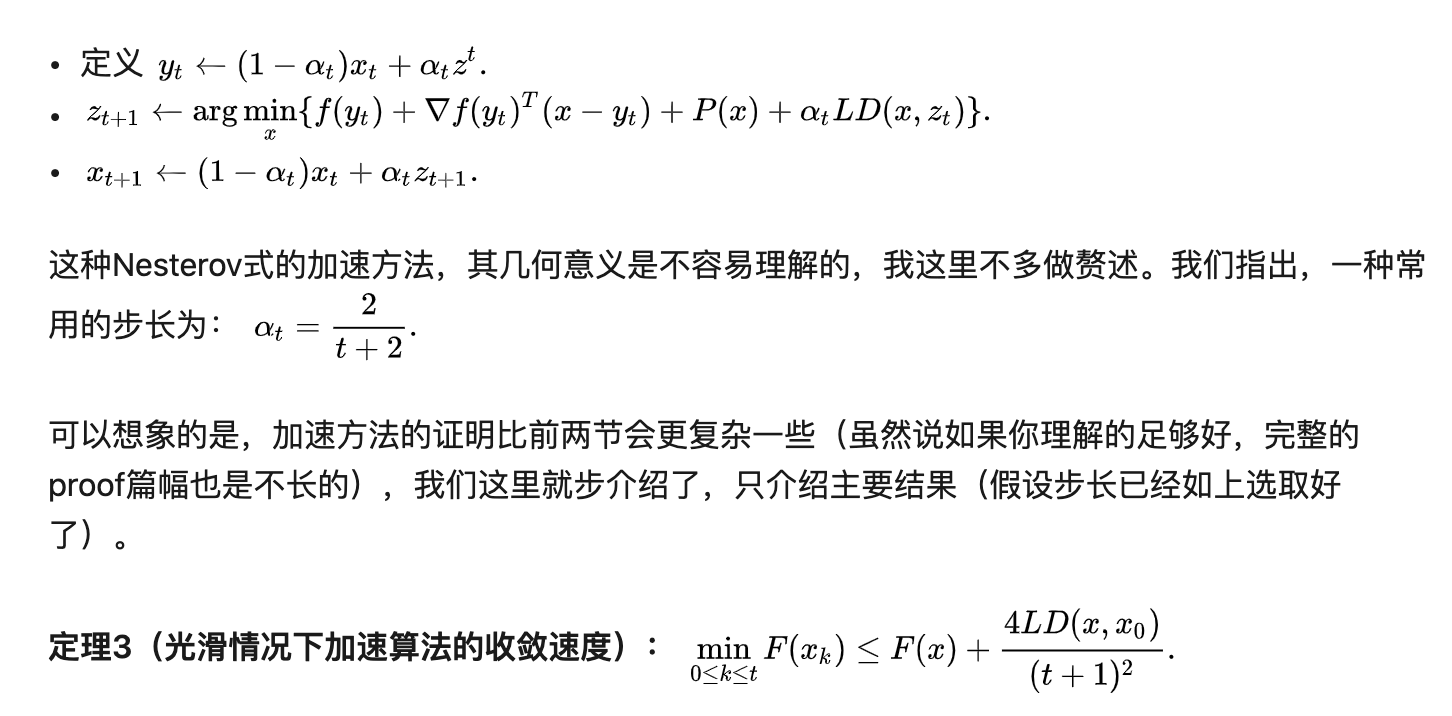 • 定义 $y_t \leftarrow (1-\alpha_t)x_t + \alpha_t z^t$.
• $z_{t+1} \leftarrow \arg\min_x \{f(y_t) + \nabla f(y_t)^T (x-y_t) + P(x) + \alpha_t LD(x, z_t)\}$.
• $x_{t+1} \leftarrow (1-\alpha_t)x_t + \alpha_t z_{t+1}$.
这种Nesterov式的加速方法，其几何意义是不容易理解的，我这里不多做赘述。我们指出，一种常
用的步长为： $\alpha_t = \frac{2}{t+2}$.
可以想象的是，加速方法的证明比前两节会更复杂一些（虽然说如果你理解的足够好，完整的
proof篇幅也是不长的），我们这里就步介绍了，只介绍主要结果（假设步长已经如上选取好
了）。
定理3（光滑情况下加速算法的收敛速度）： $\min_{0 \leq k \leq t} F(x_k) \leq F(x) + \frac{4LD(x, x_0)}{(t+1)^2}$.